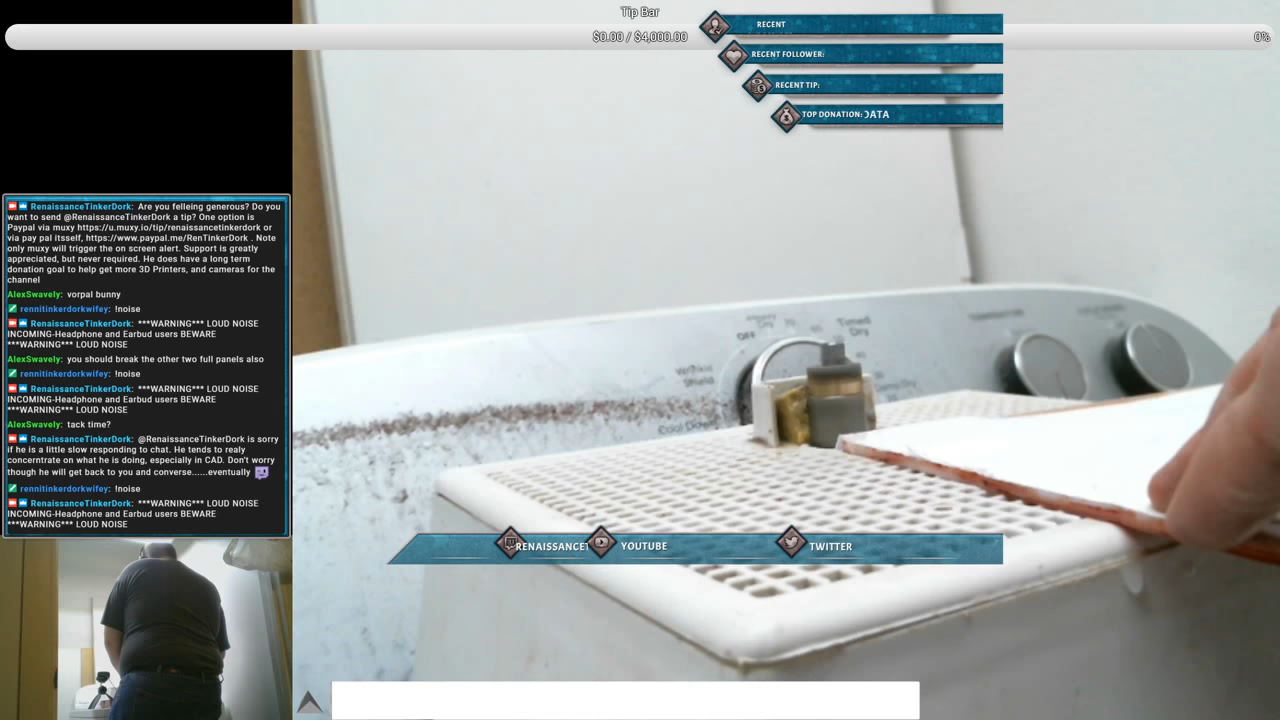 Tip Bar
$0.00 / $4,000.00
0%
RECENT
RECENT FOLLOWER:
RECENT TIP:
TOP DONATION:
DATA
RenaissanceTinkerDork: Are you felleing generous? Do you
want to send @RenaissanceTinkerDork a tip? One option is
Paypal via muxy https://u.muxy.io/tip/renaissancetinkerdork or
via pay pal itsself, https://www.paypal.me/RenTinkerDork . Note
only muxy will trigger the on screen alert. Support is greatly
appreciated, but never required. He does have a long term
donation goal to help get more 3D Printers, and cameras for the
channel
AlexSwavely: vorpal bunny
rennitinkerdorkwifey: !noise
RenaissanceTinkerDork: ***WARNING*** LOUD NOISE
INCOMING-Headphone and Earbud users BEWARE
***WARNING*** LOUD NOISE
AlexSwavely: you should break the other two full panels also
rennitinkerdorkwifey: !noise
RenaissanceTinkerDork: ***WARNING*** LOUD NOISE
INCOMING-Headphone and Earbud users BEWARE
***WARNING*** LOUD NOISE
AlexSwavely: tack time?
RenaissanceTinkerDork: @RenaissanceTinkerDork is sorry
if he is a little slow responding to chat. He tends to realy
concerntrate on what he is doing, especially in CAD. Don't worry
though he will get back to you and converse......eventually
rennitinkerdorkwifey: !noise
RenaissanceTinkerDork: ***WARNING*** LOUD NOISE
INCOMING-Headphone and Earbud users BEWARE
***WARNING*** LOUD NOISE
OFF
Timed
Dry
Wrinkle
Shield
Cool Down
RENAISSANCET
YOUTUBE
TWITTER